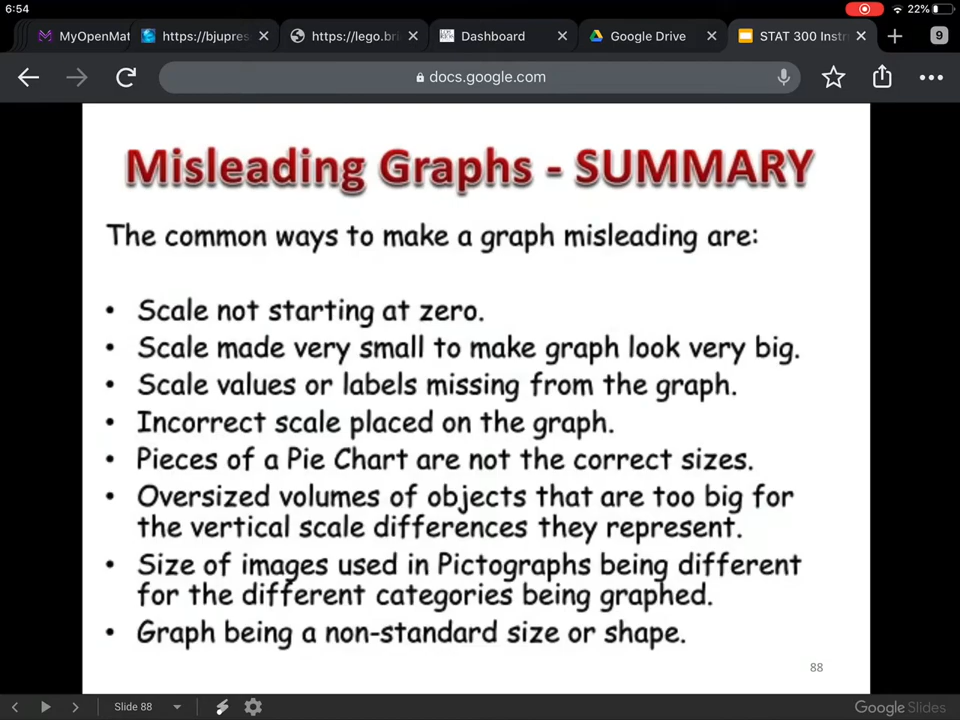 6:54
22%
MyOpenMat
https://bjupres
https://lego.bri
Dashboard
Google Drive
STAT 300 Instr
9
docs.google.com
Misleading Graphs - SUMMARY
The common ways to make a graph misleading are:
• Scale not starting at zero.
• Scale made very small to make graph look very big.
• Scale values or labels missing from the graph.
• Incorrect scale placed on the graph.
• Pieces of a Pie Chart are not the correct sizes.
• Oversized volumes of objects that are too big for
the vertical scale differences they represent.
• Size of images used in Pictographs being different
for the different categories being graphed.
• Graph being a non-standard size or shape.
88
Slide 88
Google Slides